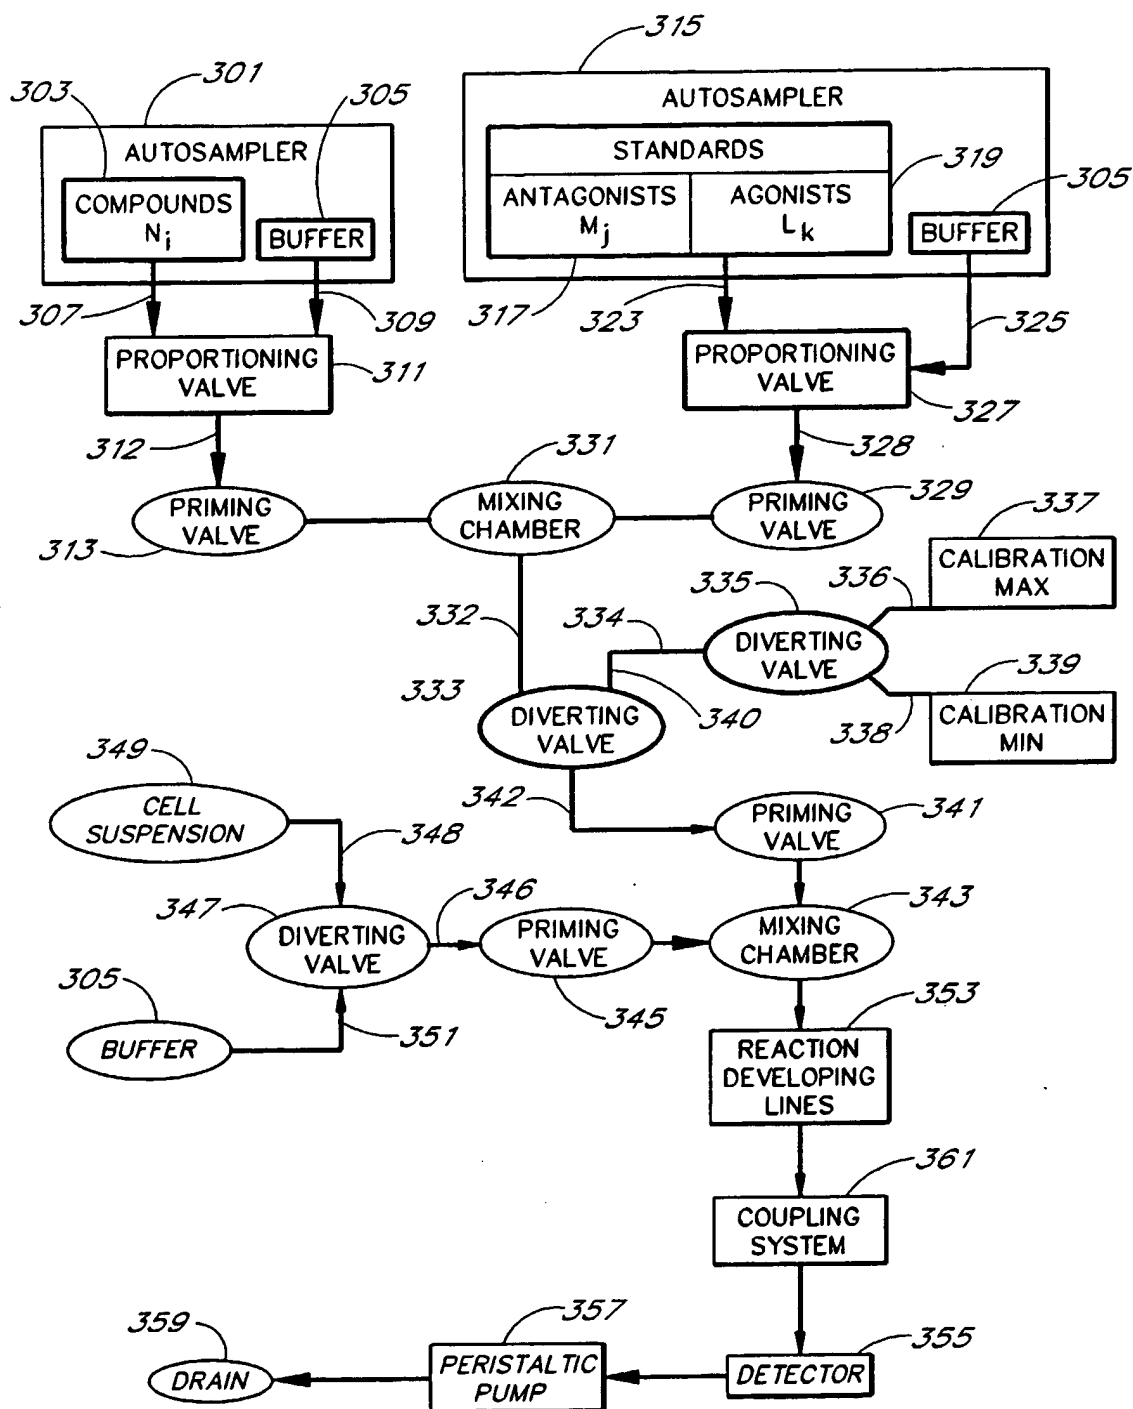 315
301
303
305
AUTOSAMPLER
AUTOSAMPLER
STANDARDS
319
305
COMPOUNDS
Ni
BUFFER
ANTAGONISTS
Mj
AGONISTS
Lk
BUFFER
307
309
317
323
325
PROPORTIONING
VALVE
311
PROPORTIONING
VALVE
327
312
331
328
329
PRIMING
VALVE
MIXING
CHAMBER
PRIMING
VALVE
313
337
CALIBRATION
MAX
335
336
332
334
DIVERTING
VALVE
339
333
340
338
CALIBRATION
MIN
DIVERTING
VALVE
349
CELL
SUSPENSION
342
341
PRIMING
VALVE
348
347
346
343
DIVERTING
VALVE
PRIMING
VALVE
MIXING
CHAMBER
305
351
345
353
BUFFER
REACTION
DEVELOPING
LINES
361
COUPLING
SYSTEM
359
357
355
DRAIN
PERISTALTIC
PUMP
DETECTOR